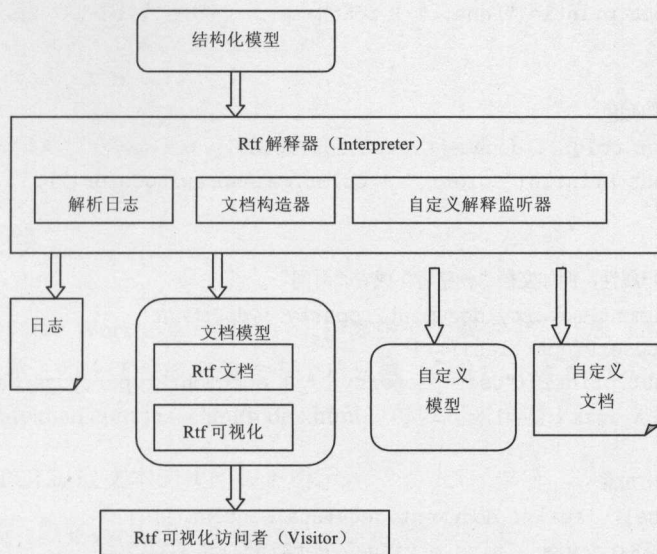 结构化模型
Rtf 解释器（Interpreter）
解析日志
文档构造器
自定义解释监听器
日志
文档模型
Rtf 文档
Rtf 可视化
自定义
模型
自定义
文档
Rtf 可视化访问者（Visitor）